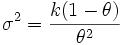 σ² = k(1 − θ) / θ²